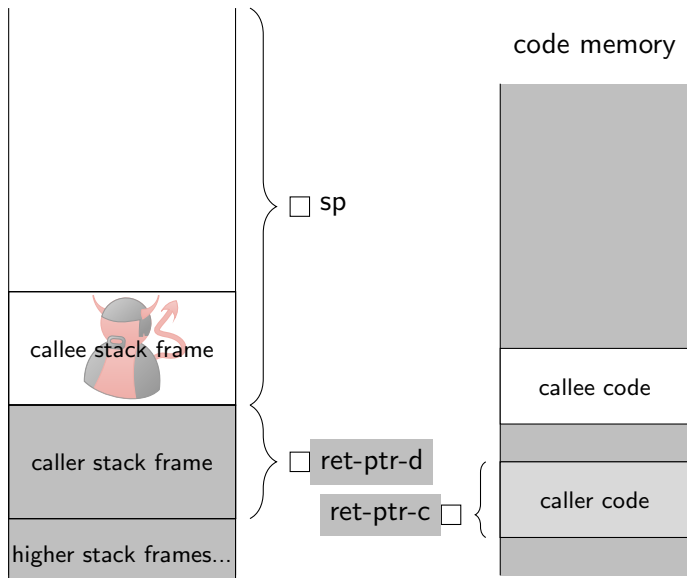 code memory
sp
callee stack frame
callee code
caller stack frame
ret-ptr-d
ret-ptr-c
caller code
higher stack frames...